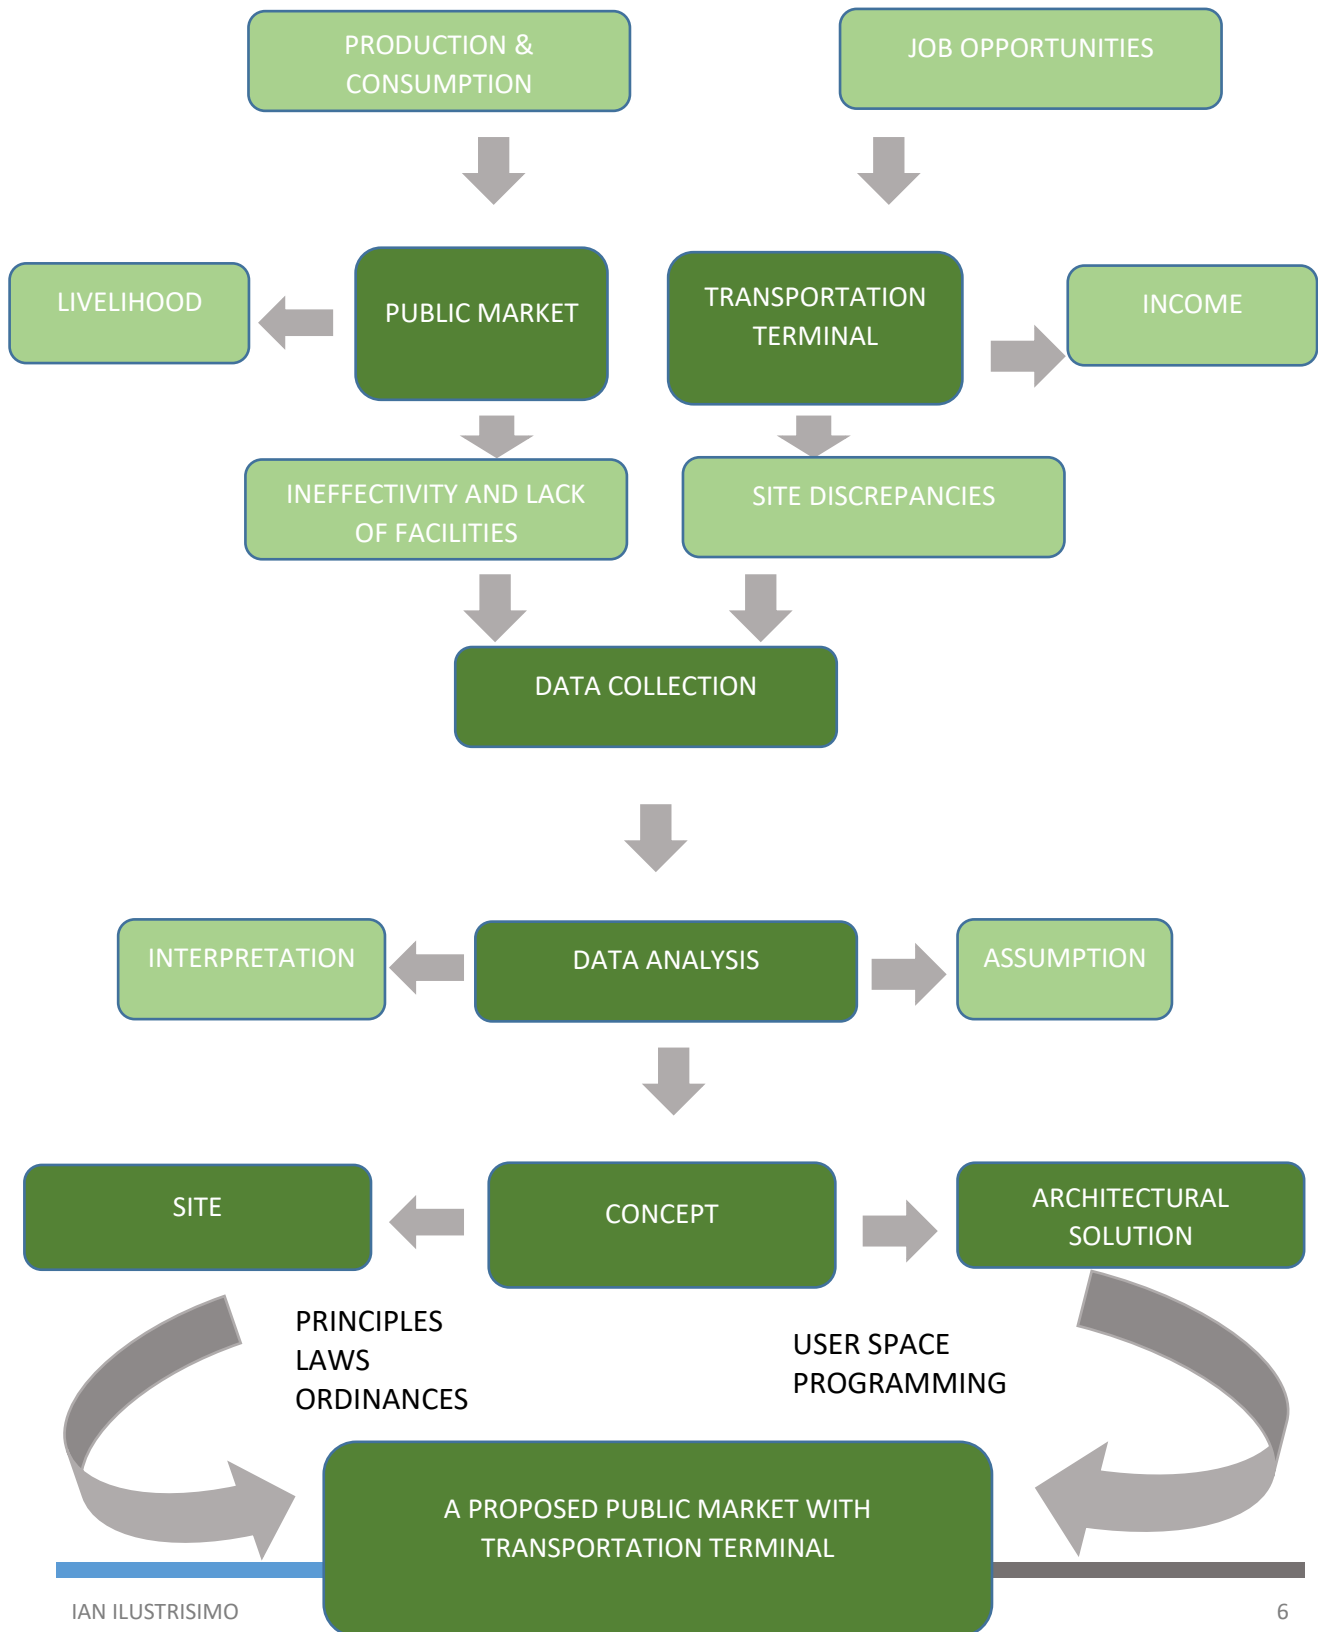 PRODUCTION &
CONSUMPTION
JOB OPPORTUNITIES
LIVELIHOOD
PUBLIC MARKET
TRANSPORTATION
TERMINAL
INCOME
INEFFECTIVITY AND LACK
OF FACILITIES
SITE DISCREPANCIES
DATA COLLECTION
INTERPRETATION
DATA ANALYSIS
ASSUMPTION
SITE
CONCEPT
ARCHITECTURAL
SOLUTION
PRINCIPLES
LAWS
ORDINANCES
USER SPACE
PROGRAMMING
A PROPOSED PUBLIC MARKET WITH
TRANSPORTATION TERMINAL
IAN ILUSTRISIMO
6